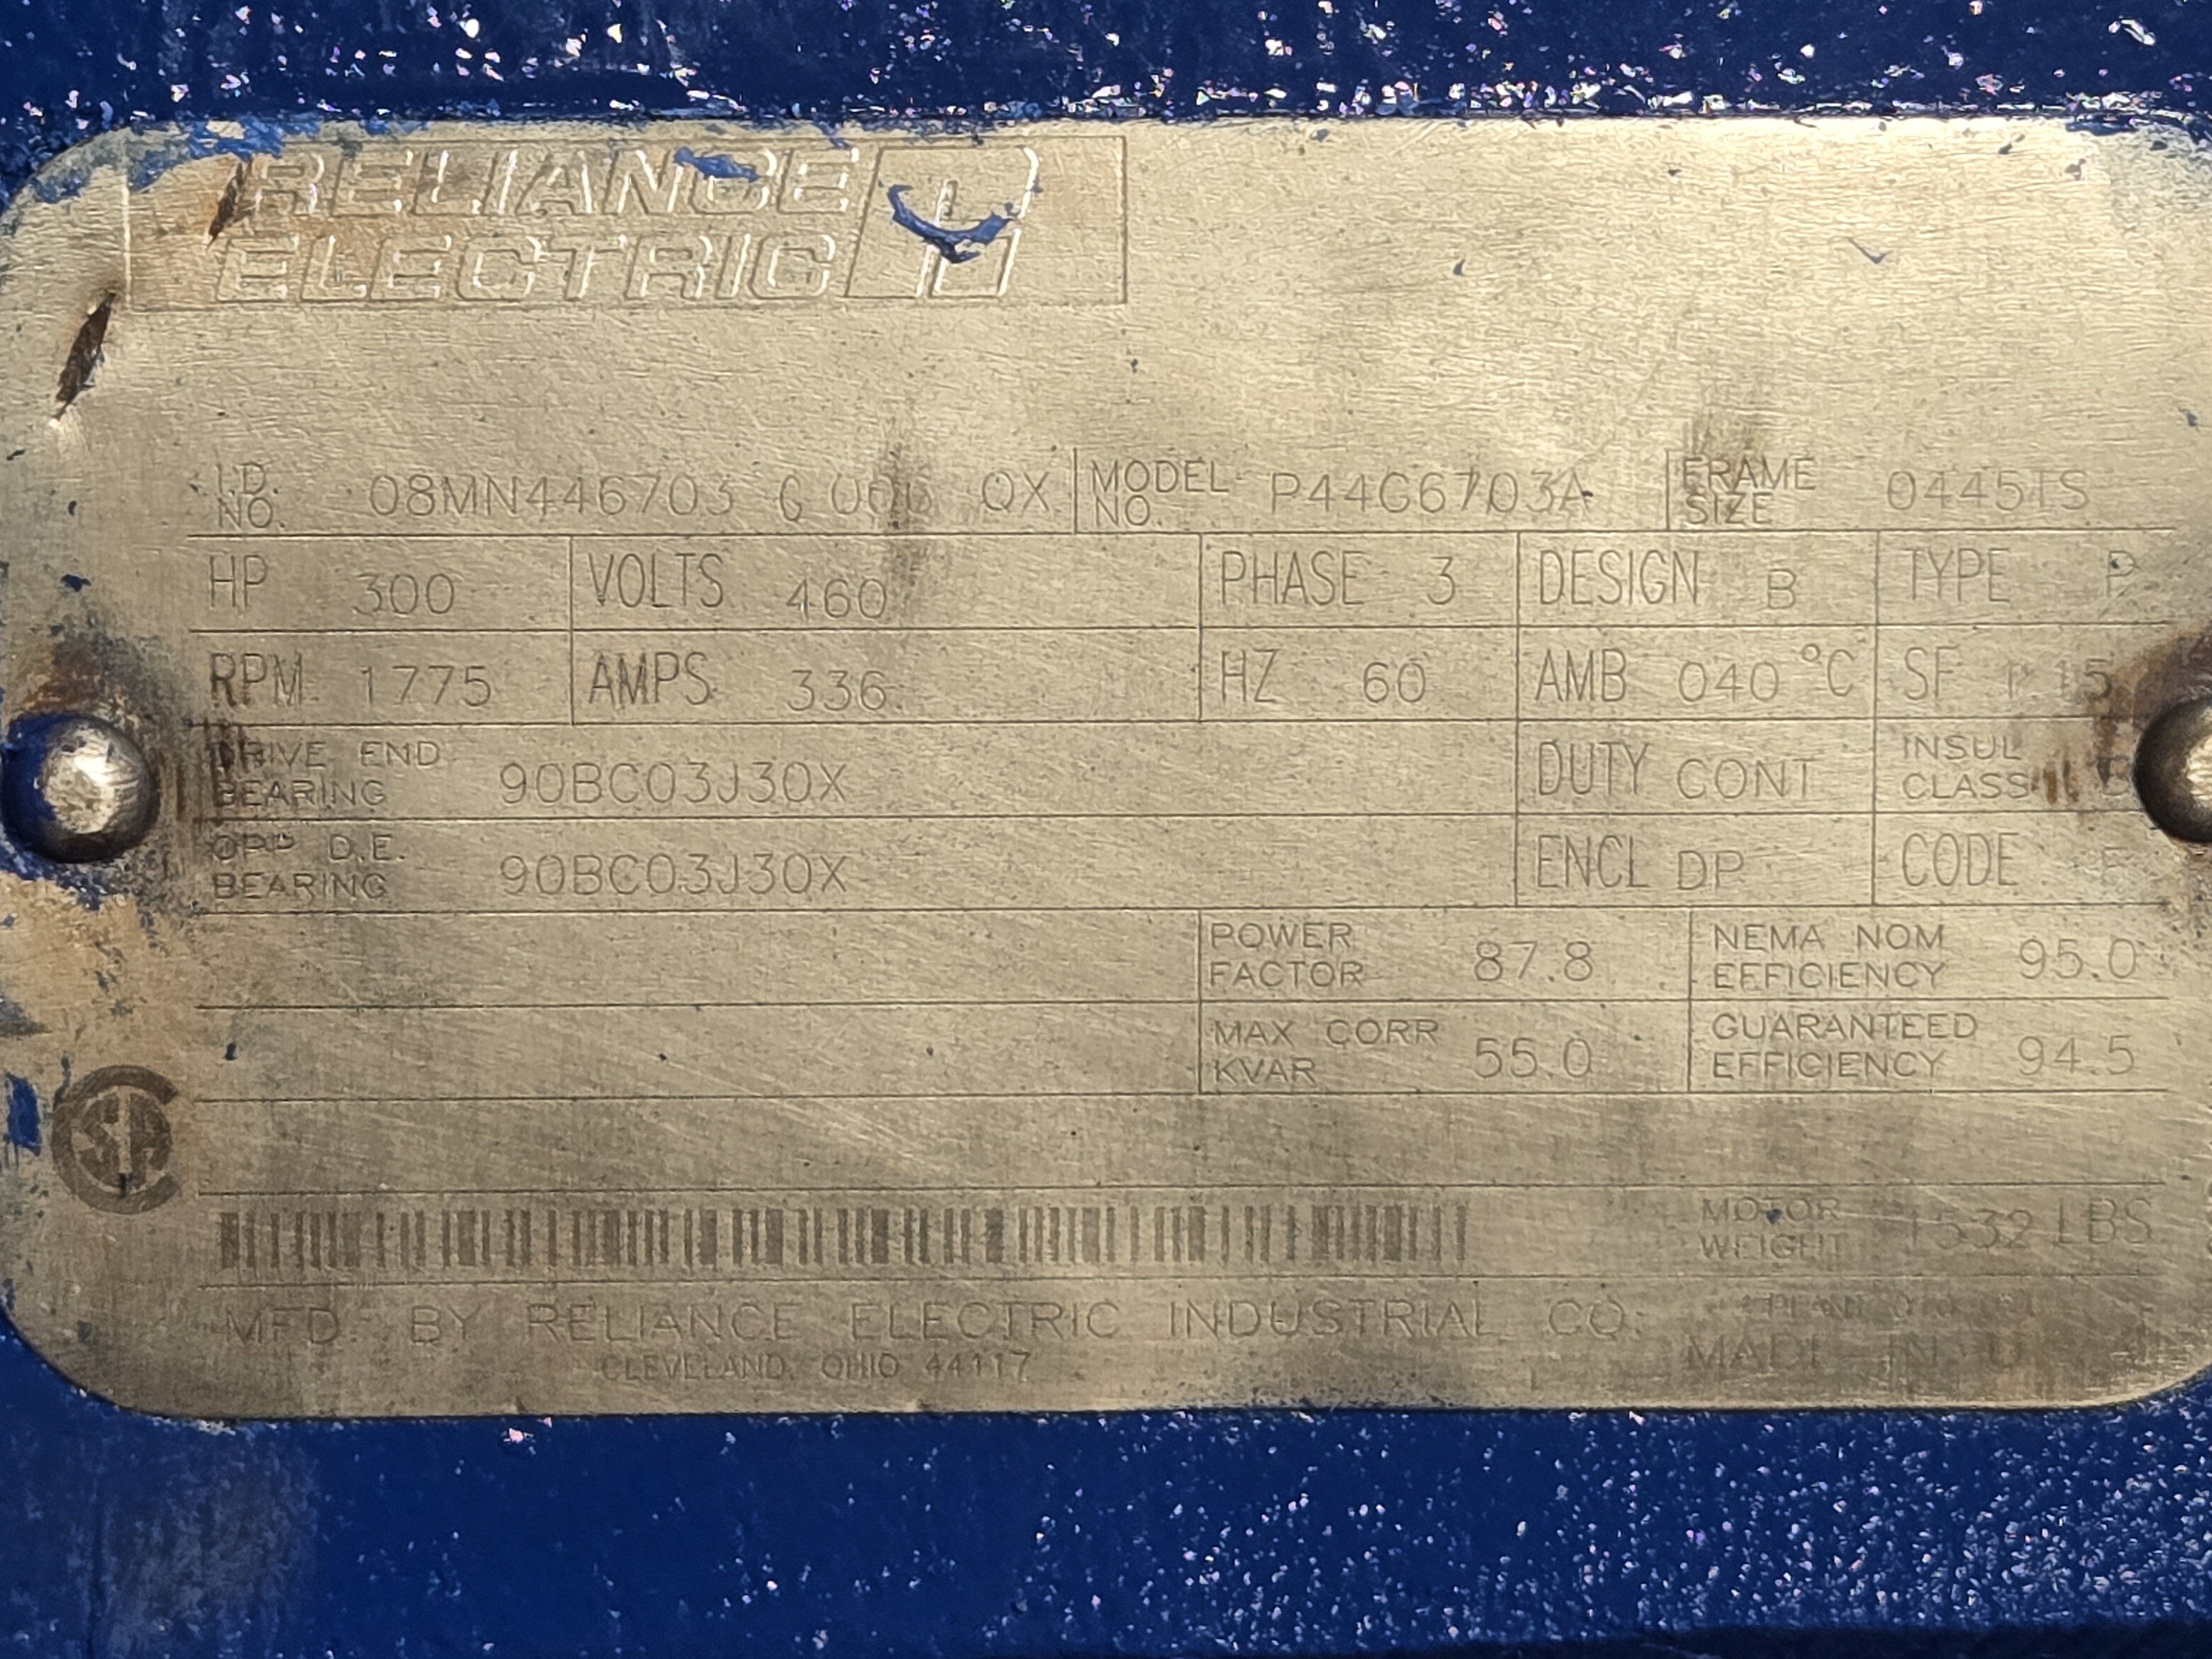 RELIANCE
ELECTRIC
I.D. NO. 08MN446703 G QX MODEL NO. P44G6703A FRAME SIZE 0445TS
HP 300 VOLTS 460 PHASE 3 DESIGN B TYPE P
RPM 1775 AMPS 336 HZ 60 AMB 040 °C SF 1.15
DRIVE END BEARING 90BC03J30X DUTY CONT INSUL CLASS
OPP D.E. BEARING 90BC03J30X ENCL DP CODE F
POWER FACTOR 87.8 NEMA NOM EFFICIENCY 95.0
MAX CORR KVAR 55.0 GUARANTEED EFFICIENCY 94.5
MOTOR WEIGHT 1532 LBS
MFD. BY RELIANCE ELECTRIC INDUSTRIAL CO.
CLEVELAND, OHIO 44117
MADE IN